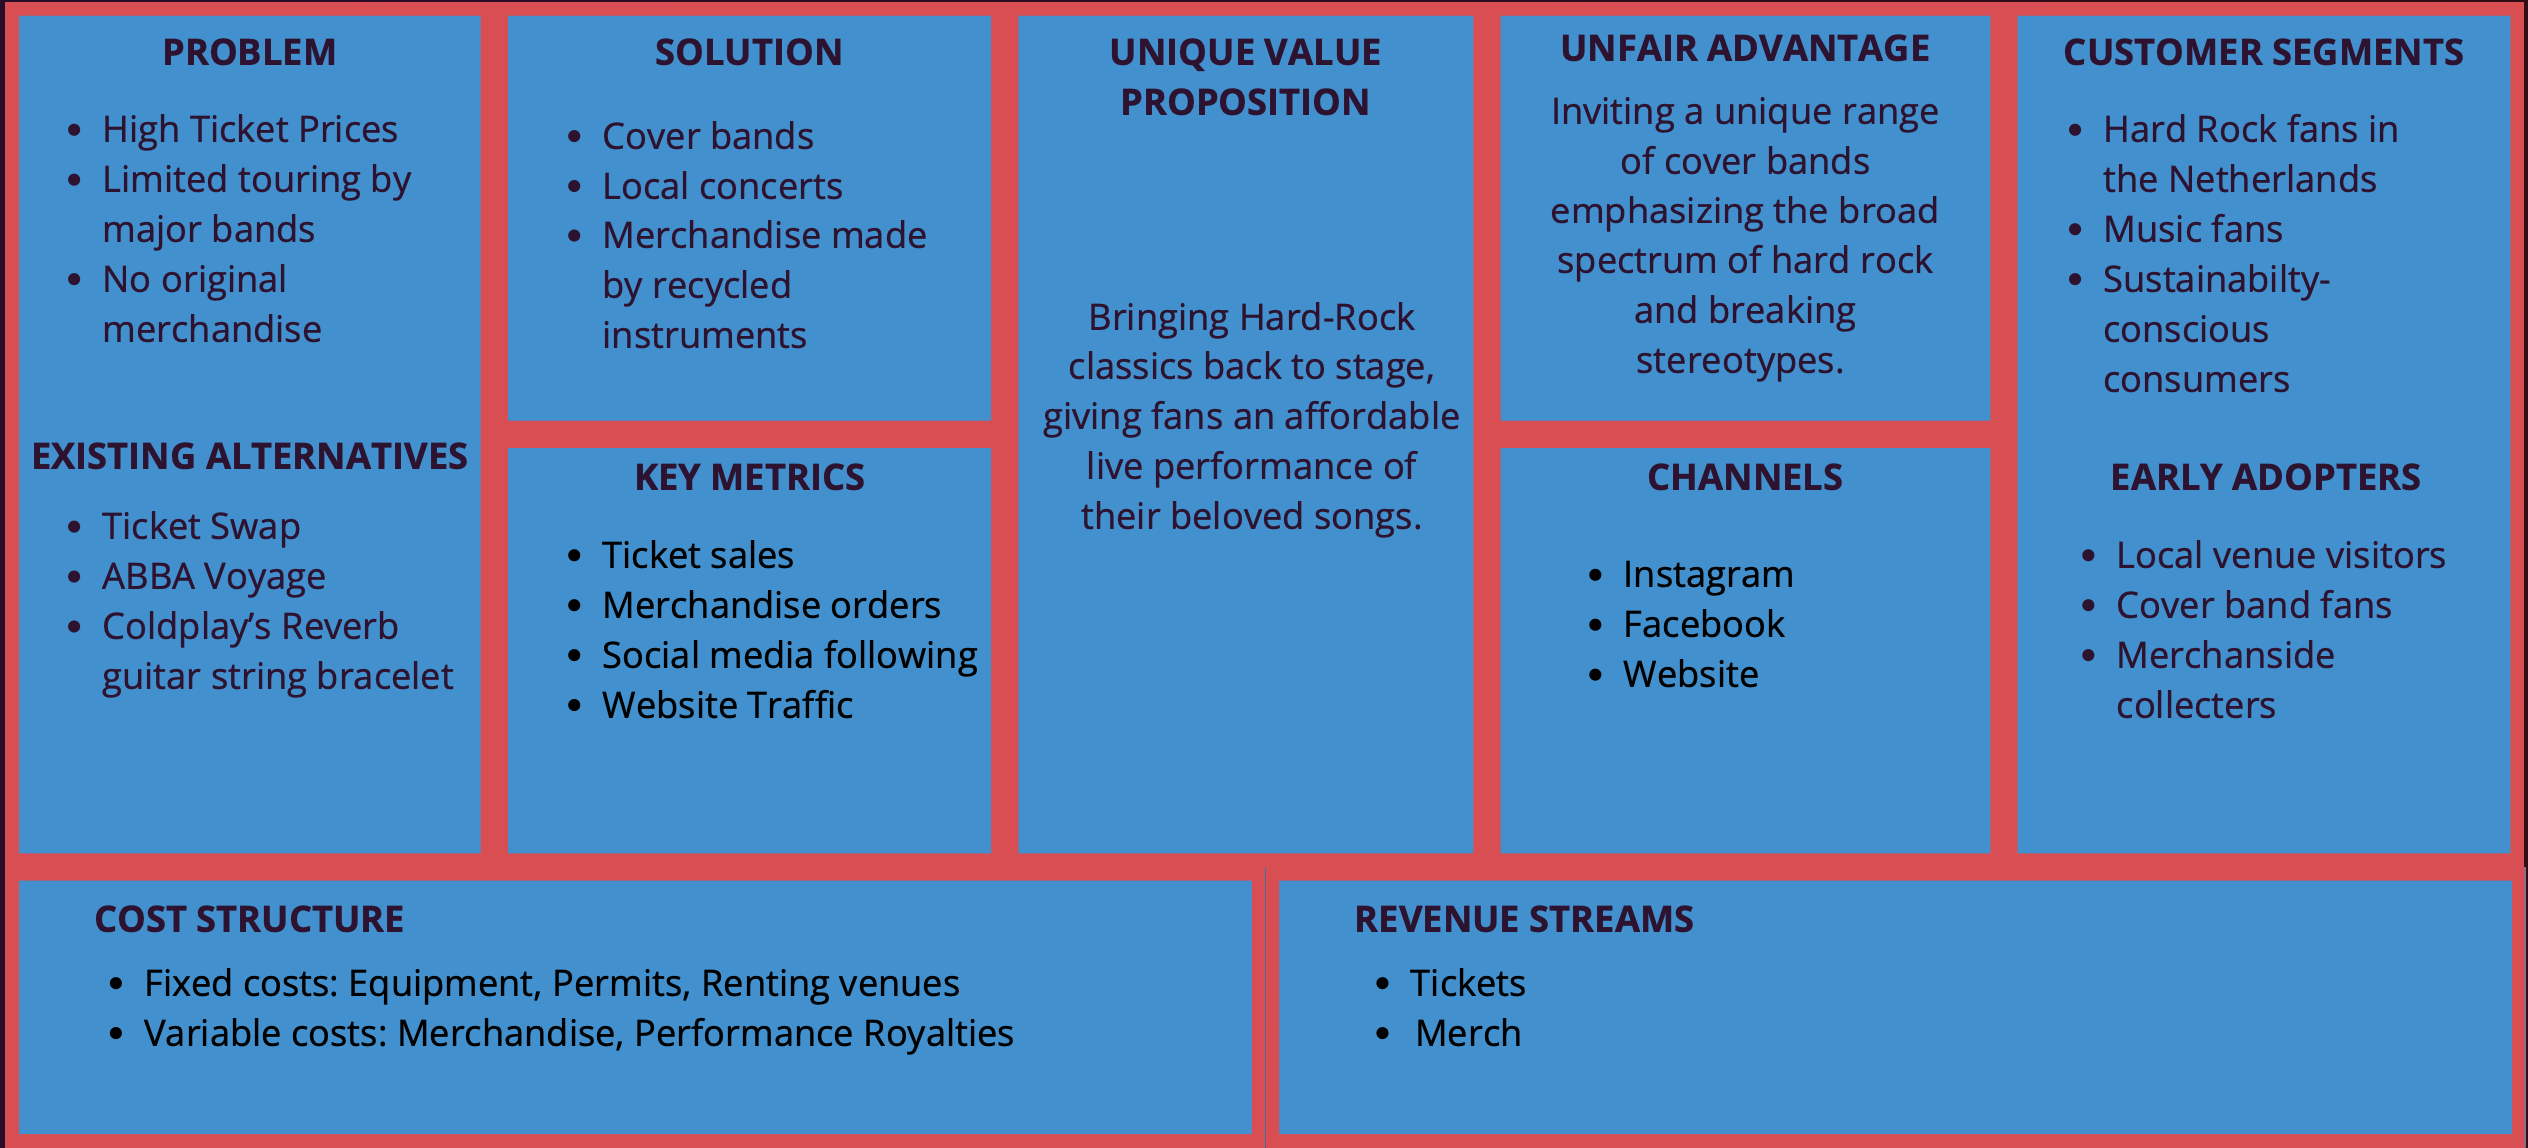 PROBLEM
• High Ticket Prices
• Limited touring by
major bands
• No original
merchandise
EXISTING ALTERNATIVES
• Ticket Swap
• ABBA Voyage
• Coldplay’s Reverb
guitar string bracelet
SOLUTION
• Cover bands
• Local concerts
• Merchandise made
by recycled
instruments
KEY METRICS
• Ticket sales
• Merchandise orders
• Social media following
• Website Traffic
UNIQUE VALUE
PROPOSITION
Bringing Hard-Rock
classics back to stage,
giving fans an affordable
live performance of
their beloved songs.
UNFAIR ADVANTAGE
Inviting a unique range
of cover bands
emphasizing the broad
spectrum of hard rock
and breaking
stereotypes.
CHANNELS
• Instagram
• Facebook
• Website
CUSTOMER SEGMENTS
• Hard Rock fans in
the Netherlands
• Music fans
• Sustainabilty-
conscious
consumers
EARLY ADOPTERS
• Local venue visitors
• Cover band fans
• Merchanside
collecters
COST STRUCTURE
• Fixed costs: Equipment, Permits, Renting venues
• Variable costs: Merchandise, Performance Royalties
REVENUE STREAMS
• Tickets
• Merch